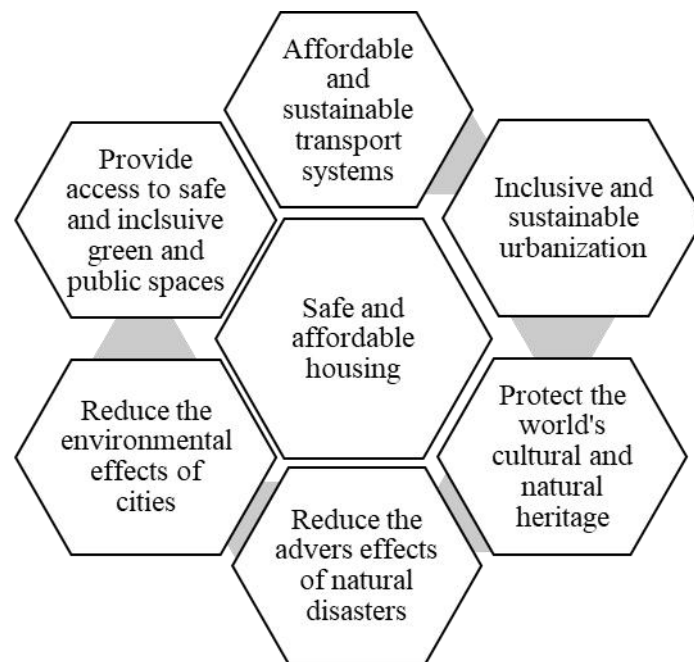 Affordable
and
sustainable
transport
systems
Provide
access to safe
and inclsuive
green and
public spaces
Inclusive and
sustainable
urbanization
Safe and
affordable
housing
Reduce the
environmental
effects of
cities
Protect the
world's
cultural and
natural
heritage
Reduce the
advers effects
of natural
disasters